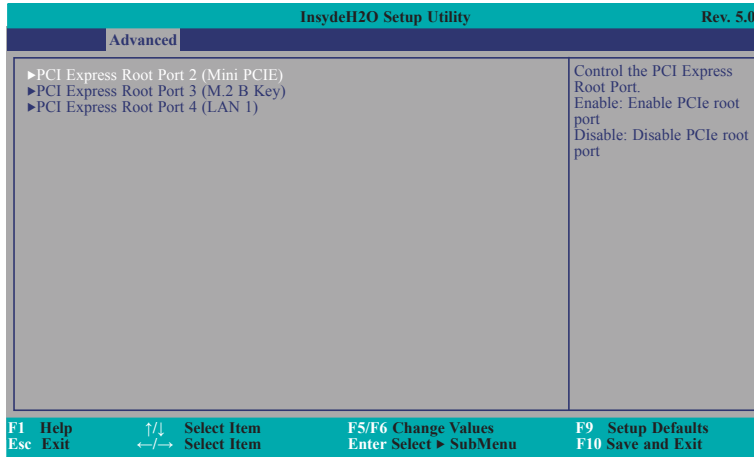 InsydeH2O Setup Utility Rev. 5.0
Advanced
▶PCI Express Root Port 2 (Mini PCIE)
▶PCI Express Root Port 3 (M.2 B Key)
▶PCI Express Root Port 4 (LAN 1)
Control the PCI Express
Root Port.
Enable: Enable PCIe root
port
Disable: Disable PCIe root
port
F1 Help ↑/↓ Select Item F5/F6 Change Values F9 Setup Defaults
Esc Exit ←/→ Select Item Enter Select ▶ SubMenu F10 Save and Exit